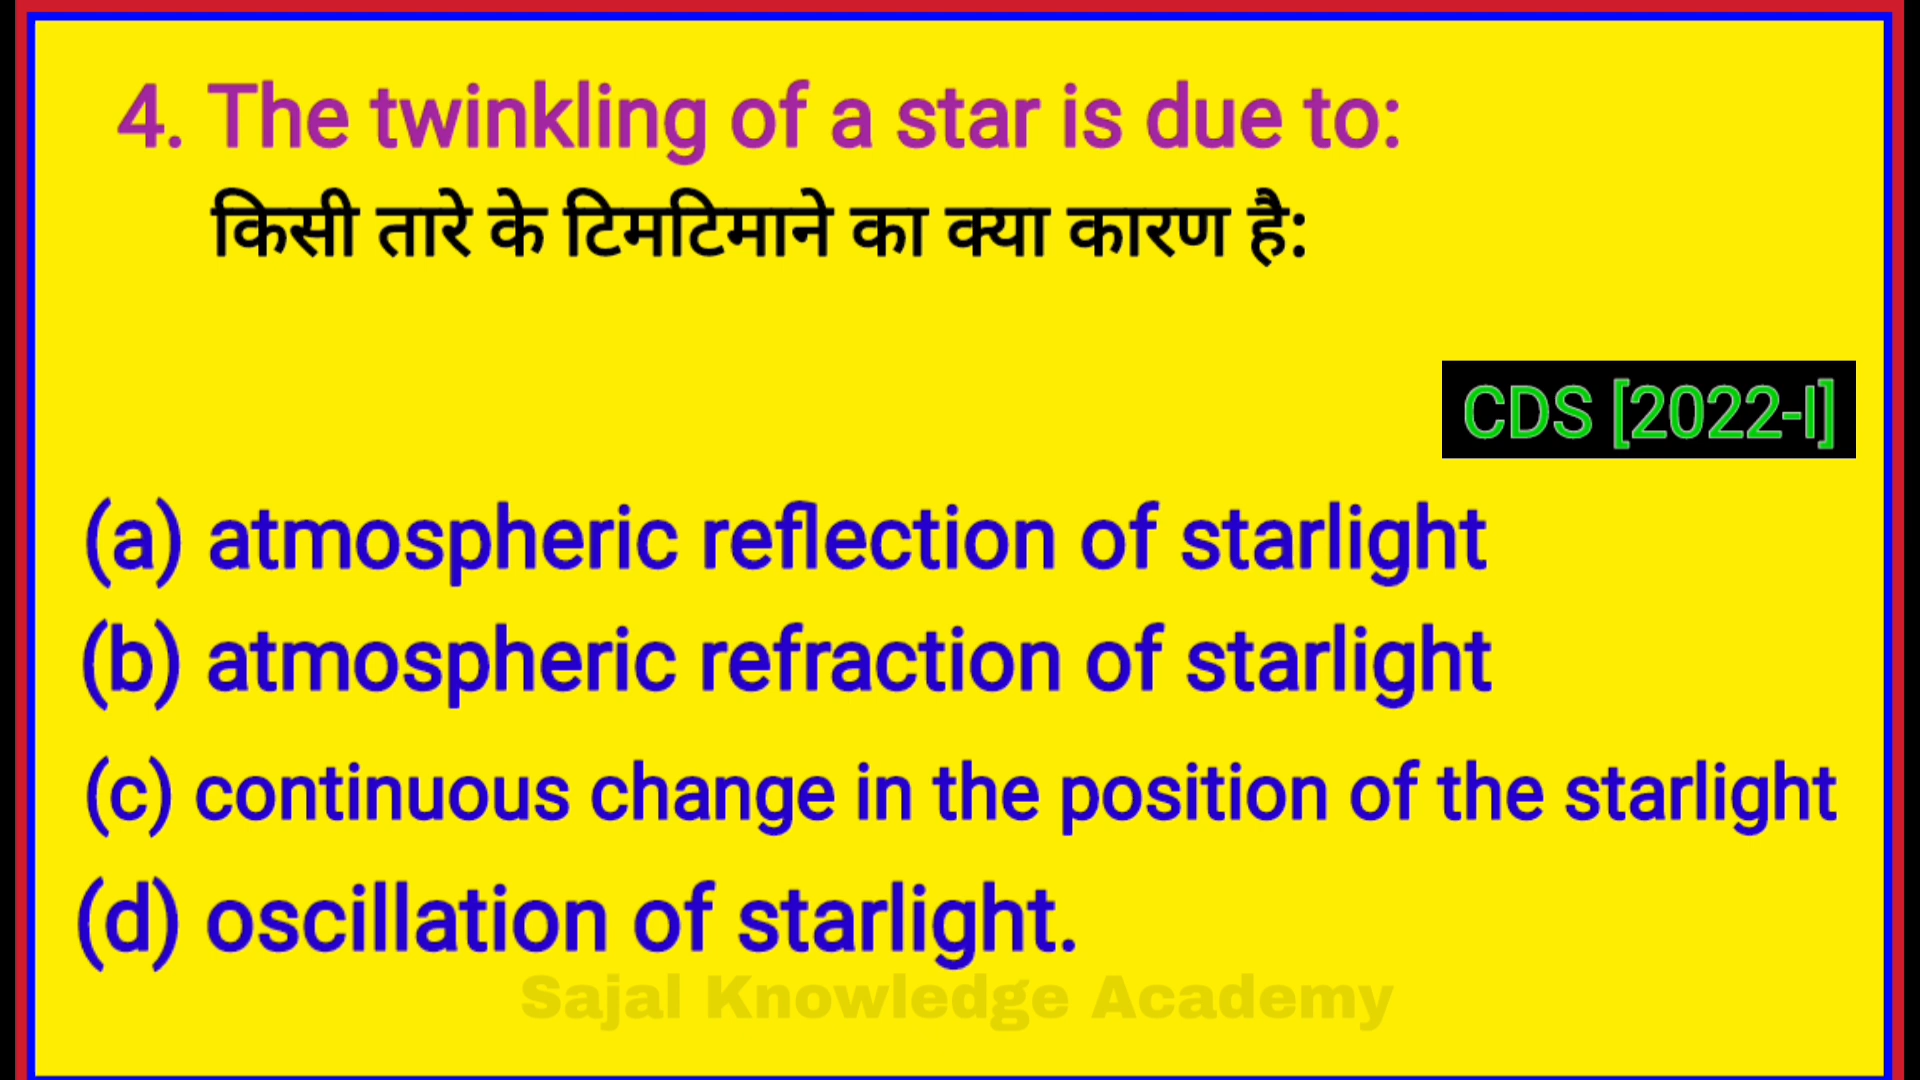 4. The twinkling of a star is due to:
किसी तारे के टिमटिमाने का क्या कारण है:
CDS [2022-I]
(a) atmospheric reflection of starlight
(b) atmospheric refraction of starlight
(c) continuous change in the position of the starlight
(d) oscillation of starlight.
Sajal Knowledge Academy